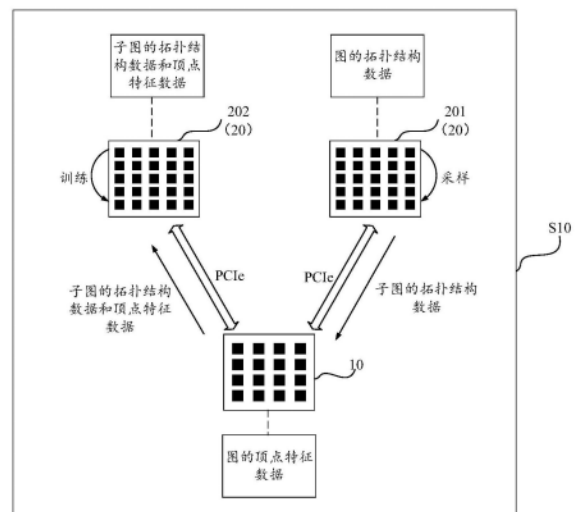 子图的拓扑结
构数据和顶点
特征数据
图的拓扑结构
数据
202
(20)
201
(20)
训练
采样
S10
PCIe
PCIe
子图的拓扑结构
数据和顶点特征
数据
子图的拓扑结构
数据
10
图的顶点特征
数据